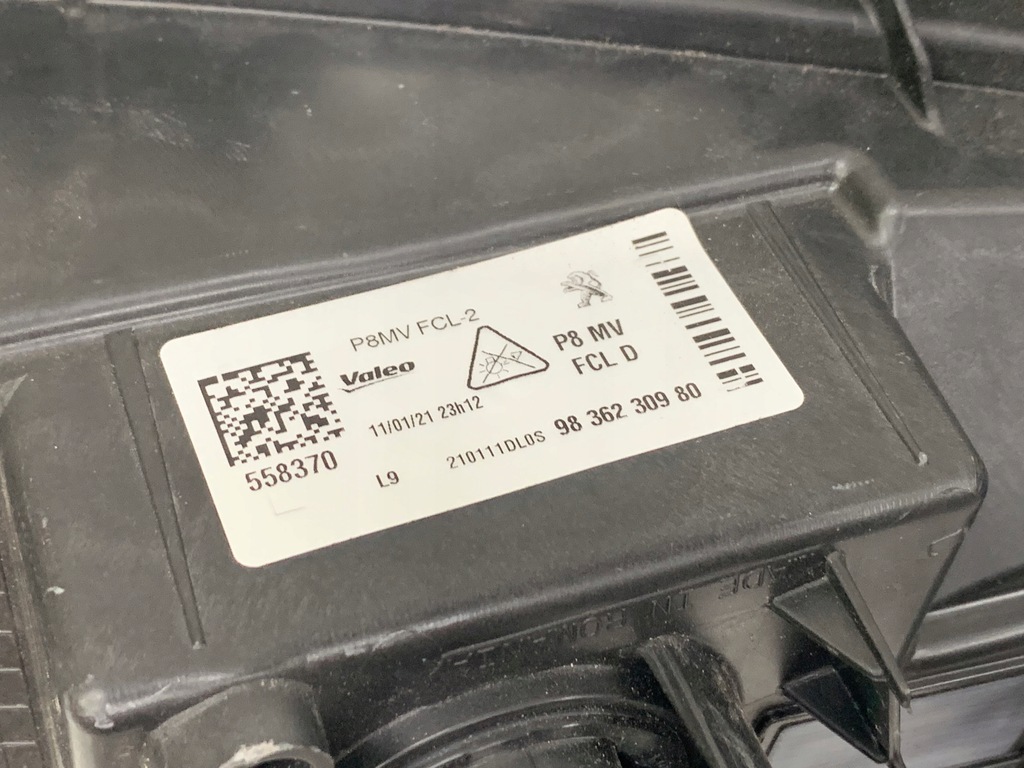 P8MV FCL-2
Valeo
P8 MV
FCL D
558370
11/01/21 23h12
L9
210111DL0S 98 362 309 80